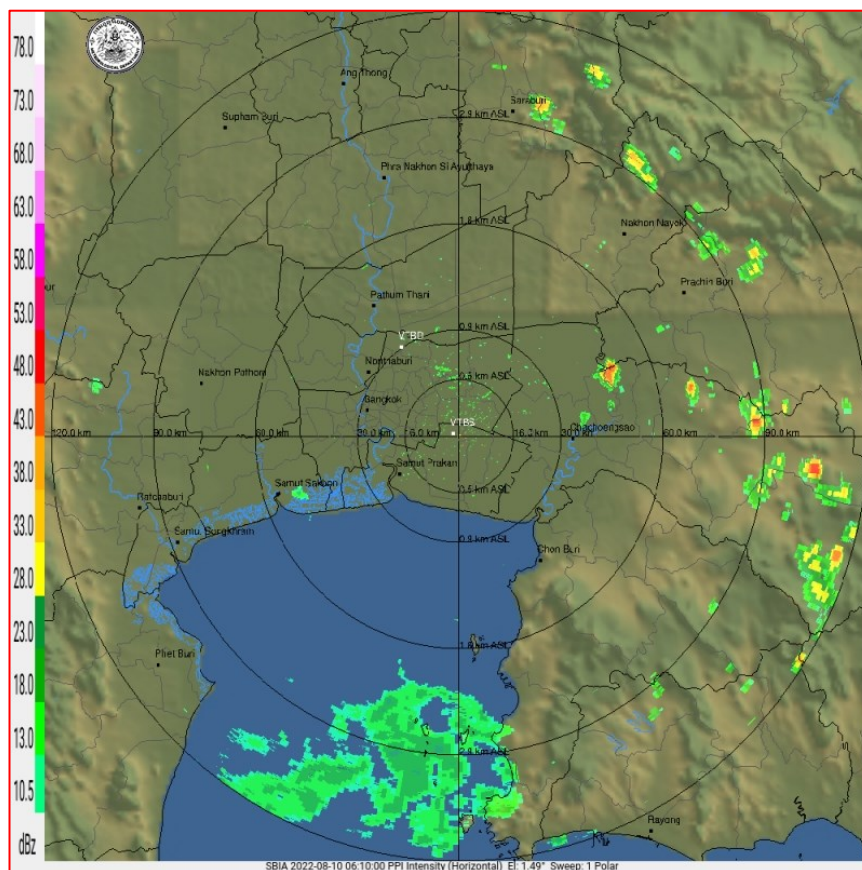 78.0
73.0
68.0
63.0
58.0
53.0
48.0
43.0
38.0
33.0
28.0
23.0
18.0
13.0
10.5
dBz
Ang Thong
Saraburi
Supham Buri
2.4 km ASL
Phra Nakhon Si Ayutthaya
1.6 km ASL
Nakhon Nayok
Prachin Buri
Pathum Thani
0.9 km ASL
VTBD
Nonthaburi
0.5 km ASL
Nakhon Pathom
Bangkok
VTBS
120.0 km
90.0 km
60.0 km
30.0 km
15.0 km
15.0 km
30.0 km
60.0 km
90.0 km
Chachoengsao
Samut Prakan
Samut Sakhon
0.5 km ASL
Ratchaburi
Samut Songkhram
0.9 km ASL
Chon Buri
1.6 km ASL
Phet Buri
2.4 km ASL
Rayong
SBIA 2022-08-10 06:10:00 PPI Intensity (Horizontal) El: 1.49° Sweep: 1 Polar